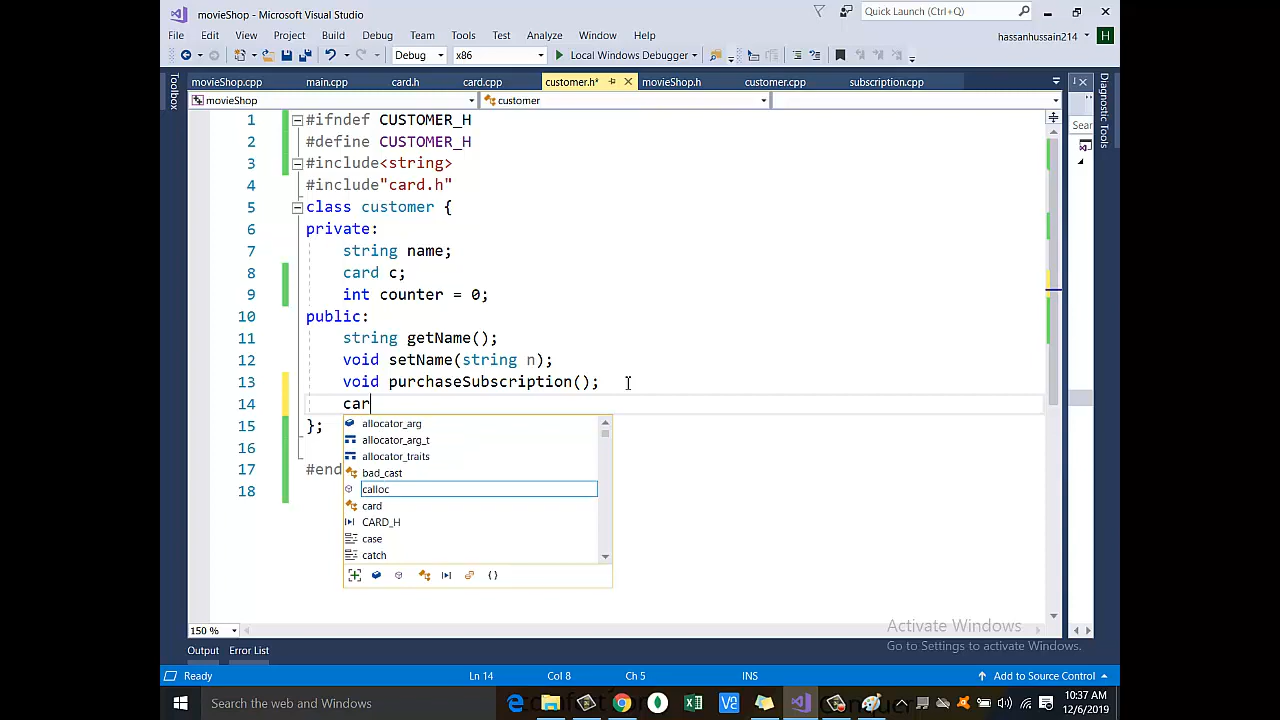 movieShop - Microsoft Visual Studio
Quick Launch (Ctrl+Q)
File Edit View Project Build Debug Team Tools Test Analyze Window Help
hassanhussain214 H
Debug x86 Local Windows Debugger
Toolbox
movieShop.cpp main.cpp card.h card.cpp customer.h* movieShop.h customer.cpp subscription.cpp
Diagnostic Tools
movieShop customer
Sear
1 #ifndef CUSTOMER_H
2 #define CUSTOMER_H
3 #include<string>
4 #include"card.h"
5 class customer {
6 private:
7 string name;
8 card c;
9 int counter = 0;
10 public:
11 string getName();
12 void setName(string n);
13 void purchaseSubscription();
14 car
15 };
16
17 #end
18
allocator_arg
allocator_arg_t
allocator_traits
bad_cast
calloc
card
CARD_H
case
catch
150 %
Activate Windows
Go to Settings to activate Windows.
Output Error List
Ready Ln 14 Col 8 Ch 5 INS Add to Source Control
Search the web and Windows
10:37 AM
12/6/2019